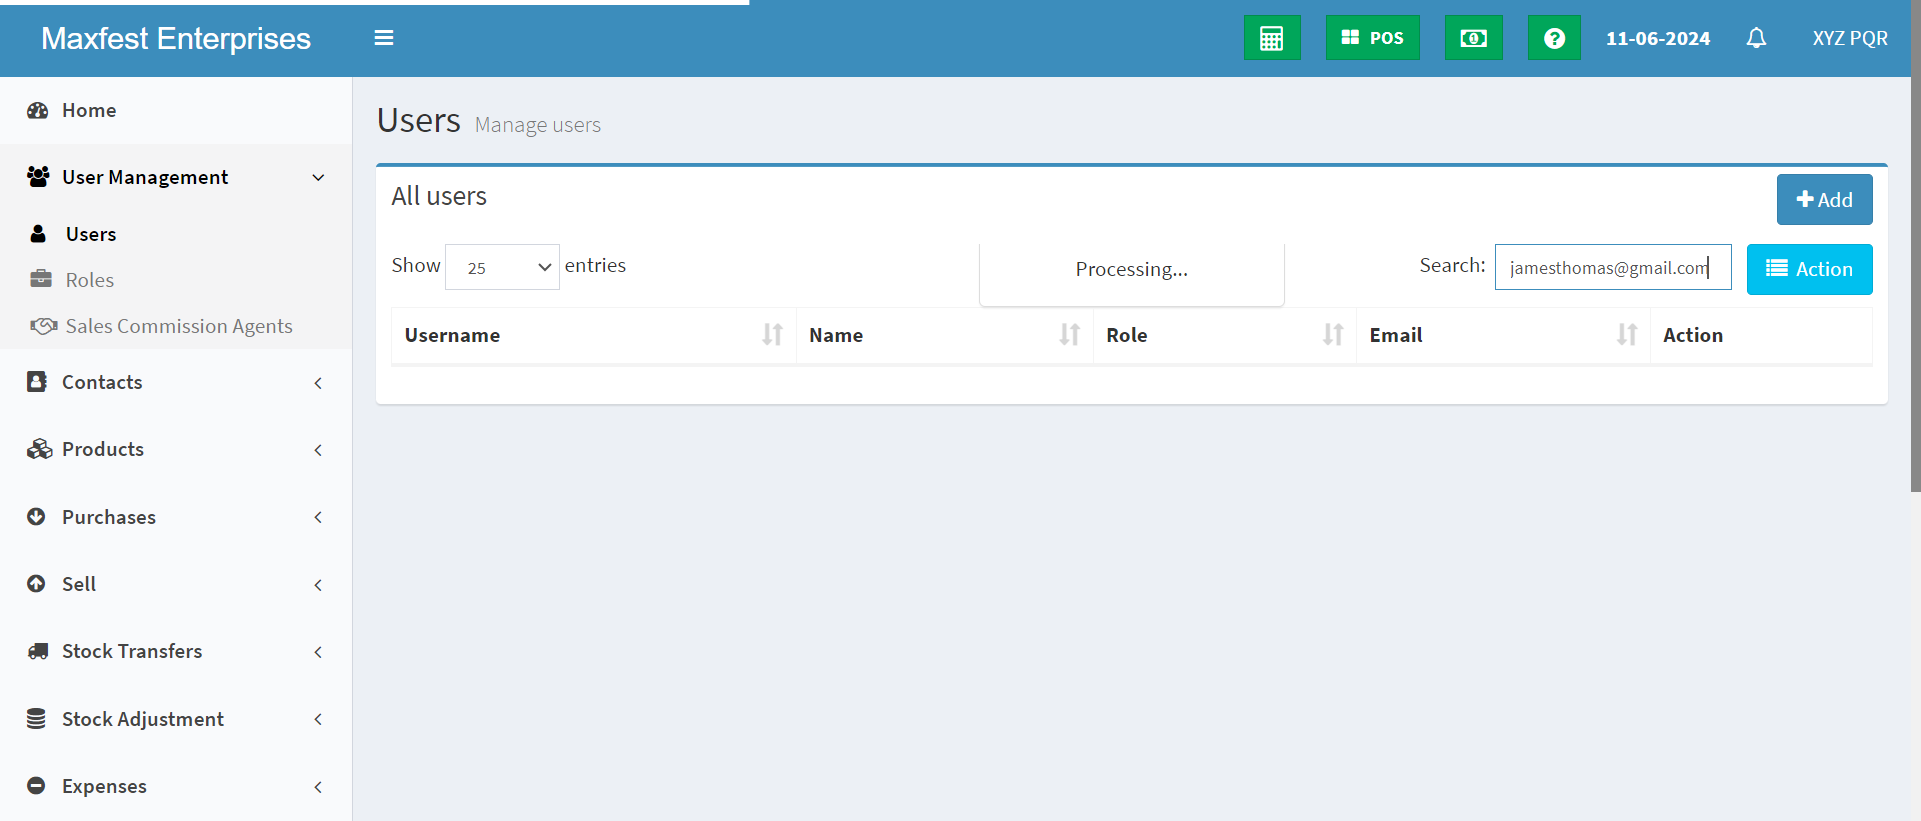 Maxfest Enterprises
POS
11-06-2024
XYZ PQR
Home
User Management
Users
Roles
Sales Commission Agents
Contacts
Products
Purchases
Sell
Stock Transfers
Stock Adjustment
Expenses
Users Manage users
All users
Add
Show 25 entries
Processing...
Search: jamesthomas@gmail.com
Action
Username Name Role Email Action